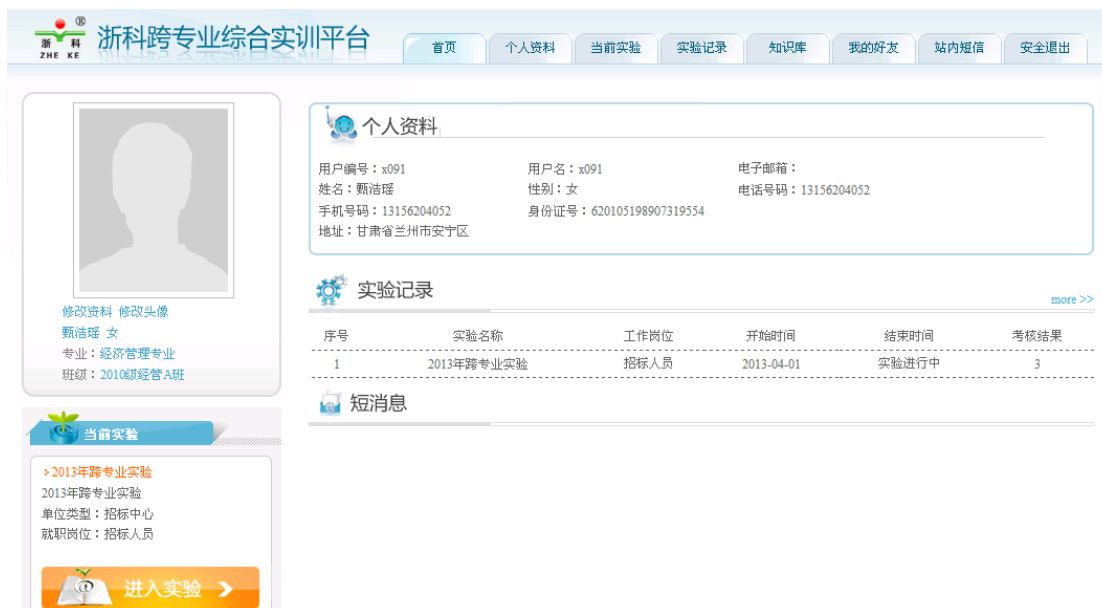 浙科 ®
ZHE KE
浙科跨专业综合实训平台
首页 个人资料 当前实验 实验记录 知识库 我的好友 站内短信 安全退出
修改资料 修改头像
甄洁瑶 女
专业：经济管理专业
班级：2010级经管A班
当前实验
2013年跨专业实验
2013年跨专业实验
单位类型：招标中心
就职岗位：招标人员
进入实验
个人资料
用户编号：x091 用户名：x091 电子邮箱：
姓名：甄洁瑶 性别：女 电话号码：13156204052
手机号码：13156204052 身份证号：620105198907319554
地址：甘肃省兰州市安宁区
实验记录
more >>
序号 实验名称 工作岗位 开始时间 结束时间 考核结果
1 2013年跨专业实验 招标人员 2013-04-01 实验进行中 3
短消息